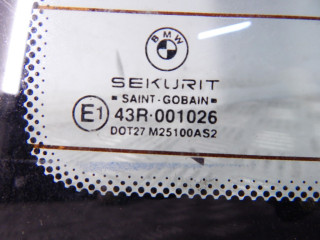 BMW
SEKURIT
SAINT-GOBAIN
E1 43R·001026
DOT27 M25100AS2